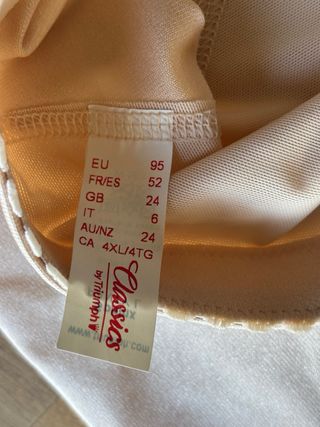 EU 95
FR/ES 52
GB 24
IT 6
AU/NZ 24
CA 4XL/4TG
Classics
by Triumph